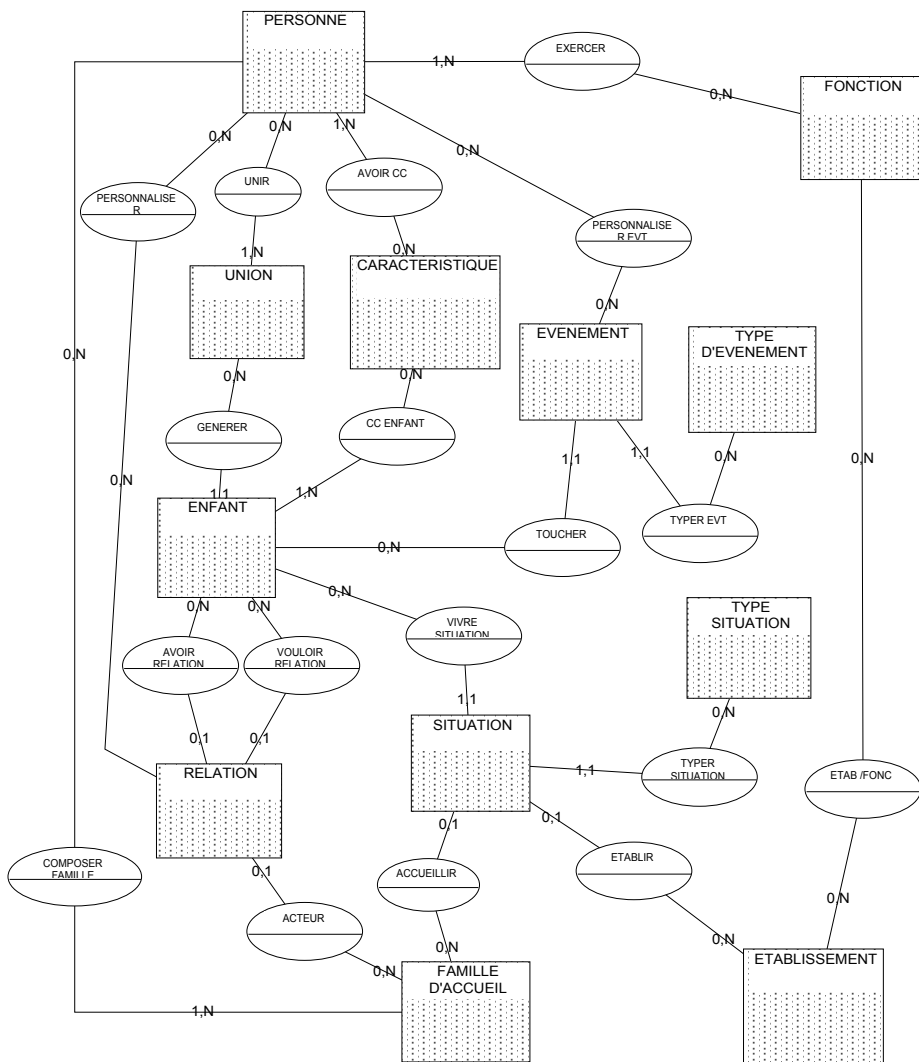 PERSONNE
EXERCER
1,N
0,N
FONCTION
0,N
0,N
1,N
0,N
UNIR
AVOIR CC
PERSONNALISE
R
PERSONNALISE
R EVT
1,N
0,N
UNION
CARACTERISTIQUE
0,N
EVENEMENT
TYPE
D'EVENEMENT
0,N
0,N
0,N
GENERER
CC ENFANT
1,1
1,1
0,N
0,N
0,N
1,1
1,N
ENFANT
TOUCHER
TYPER EVT
0,N
0,N
0,N
0,N
TYPE
SITUATION
VIVRE
SITUATION
AVOIR
RELATION
VOULOIR
RELATION
1,1
0,N
0,1
0,1
SITUATION
RELATION
1,1
TYPER
SITUATION
ETAB /FONC
0,1
0,1
COMPOSER
FAMILLE
0,1
ACCUEILLIR
ETABLIR
0,N
ACTEUR
0,N
0,N
0,N
FAMILLE
D'ACCUEIL
ETABLISSEMENT
1,N